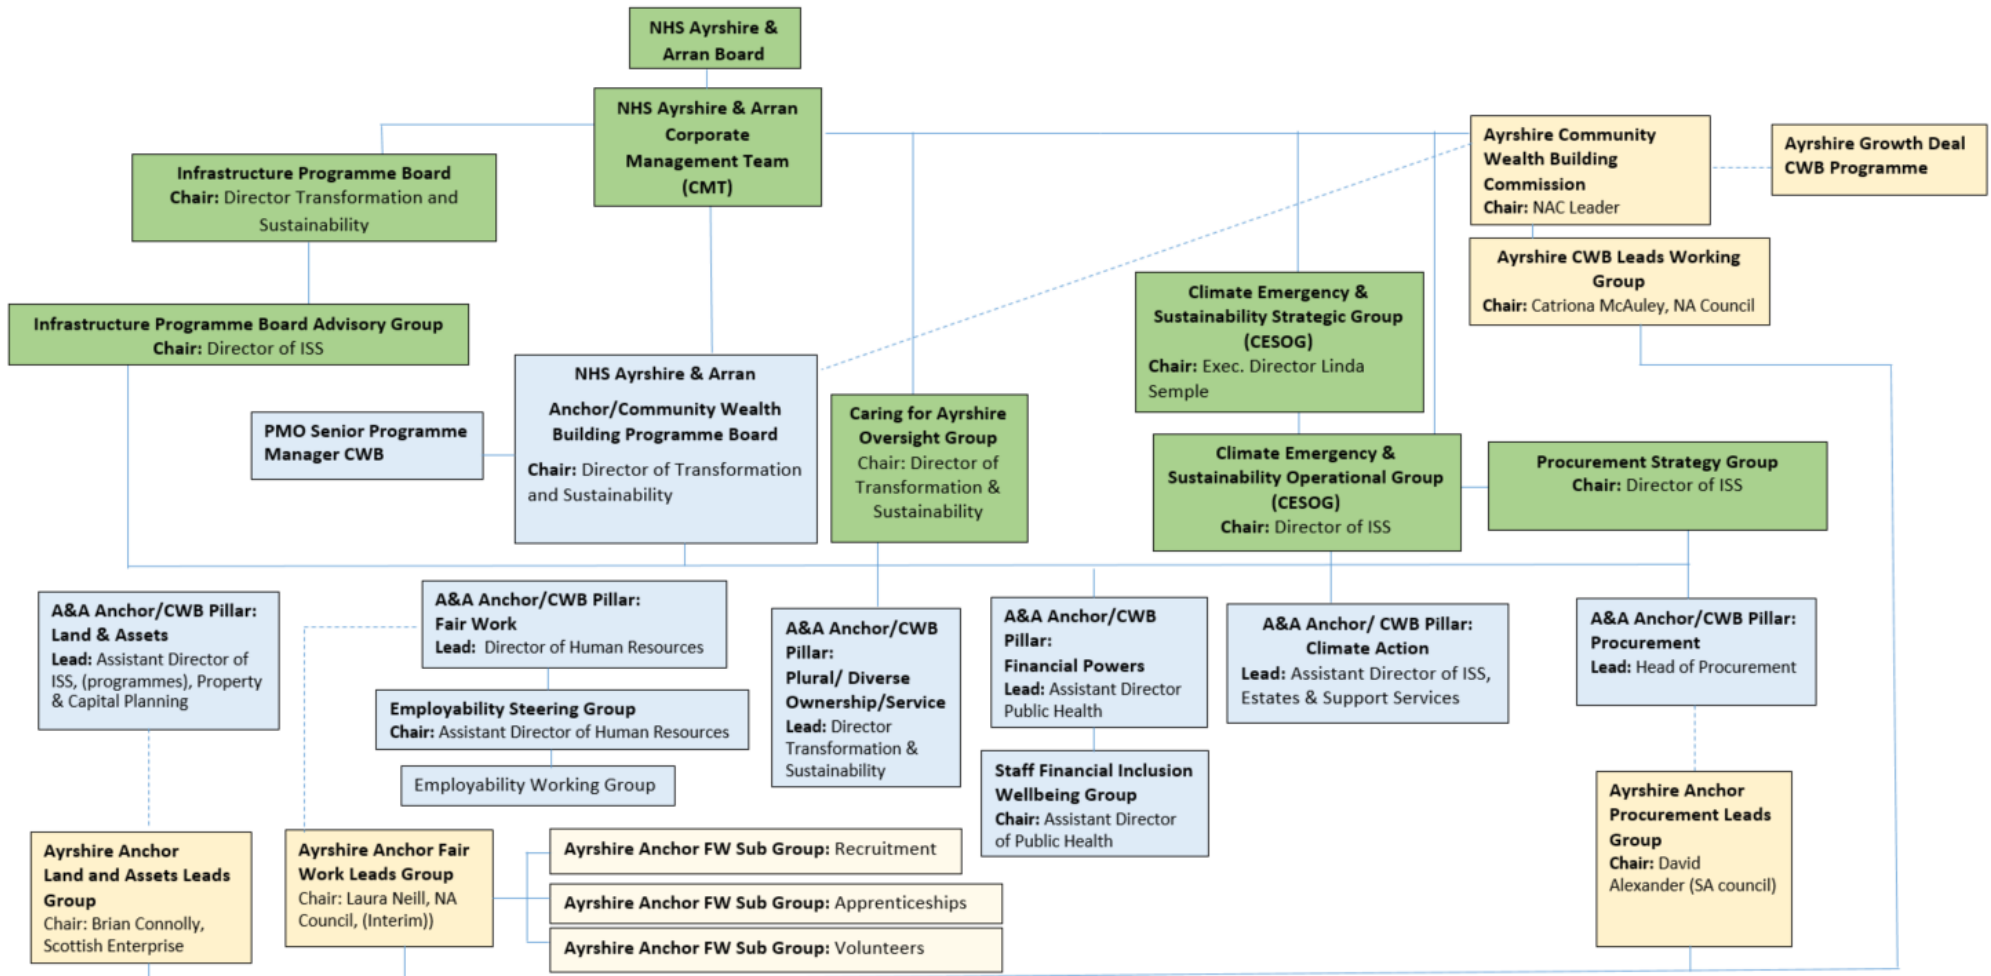 NHS Ayrshire &
Arran Board
NHS Ayrshire & Arran
Corporate
Management Team
(CMT)
Ayrshire Community
Wealth Building
Commission
Chair: NAC Leader
Ayrshire Growth Deal
CWB Programme
Infrastructure Programme Board
Chair: Director Transformation and
Sustainability
Ayrshire CWB Leads Working
Group
Chair: Catriona McAuley, NA Council
Infrastructure Programme Board Advisory Group
Chair: Director of ISS
Climate Emergency &
Sustainability Strategic Group
(CESOG)
Chair: Exec. Director Linda
Semple
NHS Ayrshire & Arran
Anchor/Community Wealth
Building Programme Board
Chair: Director of Transformation
and Sustainability
PMO Senior Programme
Manager CWB
Caring for Ayrshire
Oversight Group
Chair: Director of
Transformation &
Sustainability
Climate Emergency &
Sustainability Operational Group
(CESOG)
Chair: Director of ISS
Procurement Strategy Group
Chair: Director of ISS
A&A Anchor/CWB Pillar:
Land & Assets
Lead: Assistant Director of
ISS, (programmes), Property
& Capital Planning
A&A Anchor/CWB Pillar:
Fair Work
Lead: Director of Human Resources
Employability Steering Group
Chair: Assistant Director of Human Resources
Employability Working Group
A&A Anchor/CWB
Pillar:
Plural/ Diverse
Ownership/Service
Lead: Director
Transformation &
Sustainability
A&A Anchor/CWB
Pillar:
Financial Powers
Lead: Assistant Director
Public Health
Staff Financial Inclusion
Wellbeing Group
Chair: Assistant Director
of Public Health
A&A Anchor/ CWB Pillar:
Climate Action
Lead: Assistant Director of ISS,
Estates & Support Services
A&A Anchor/CWB Pillar:
Procurement
Lead: Head of Procurement
Ayrshire Anchor
Land and Assets Leads
Group
Chair: Brian Connolly,
Scottish Enterprise
Ayrshire Anchor Fair
Work Leads Group
Chair: Laura Neill, NA
Council, (Interim))
Ayrshire Anchor FW Sub Group: Recruitment
Ayrshire Anchor FW Sub Group: Apprenticeships
Ayrshire Anchor FW Sub Group: Volunteers
Ayrshire Anchor
Procurement Leads
Group
Chair: David
Alexander (SA council)